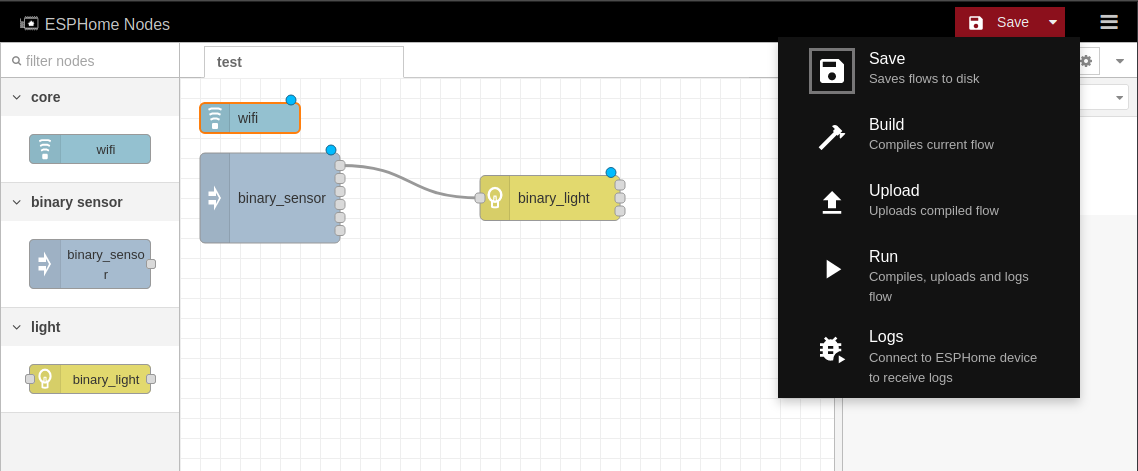 ESPHome Nodes
Save
filter nodes
test
core
wifi
binary sensor
binary_senso
r
light
binary_light
wifi
binary_sensor
binary_light
Save
Saves flows to disk
Build
Compiles current flow
Upload
Uploads compiled flow
Run
Compiles, uploads and logs
flow
Logs
Connect to ESPHome device
to receive logs